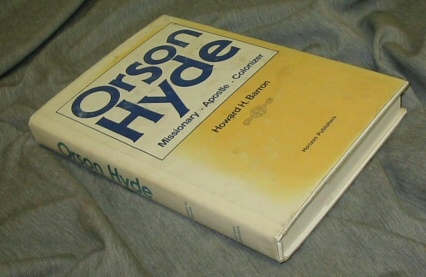 Orson
Hyde
Missionary · Apostle · Colonizer
Howard H. Barron
Horizon Publishers
Orson Hyde